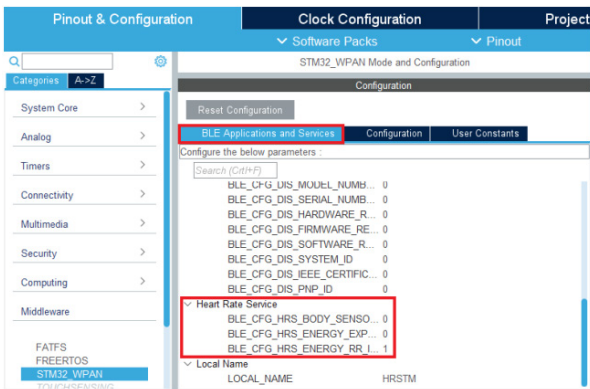 Pinout & Configuration
Clock Configuration
Project
Software Packs
Pinout
STM32_WPAN Mode and Configuration
Categories
A->Z
Configuration
System Core
Analog
Timers
Connectivity
Multimedia
Security
Computing
Middleware
FATFS
FREERTOS
STM32_WPAN
TOUCHSENSING
Reset Configuration
BLE Applications and Services
Configuration
User Constants
Configure the below parameters :
Search (Crtl+F)
BLE_CFG_DIS_MODEL_NUMB... 0
BLE_CFG_DIS_SERIAL_NUMB... 0
BLE_CFG_DIS_HARDWARE_R... 0
BLE_CFG_DIS_FIRMWARE_RE... 0
BLE_CFG_DIS_SOFTWARE_R... 0
BLE_CFG_DIS_SYSTEM_ID 0
BLE_CFG_DIS_IEEE_CERTIFIC... 0
BLE_CFG_DIS_PNP_ID 0
Heart Rate Service
BLE_CFG_HRS_BODY_SENSO... 0
BLE_CFG_HRS_ENERGY_EXP... 0
BLE_CFG_HRS_ENERGY_RR_I... 1
Local Name
LOCAL_NAME HRSTM